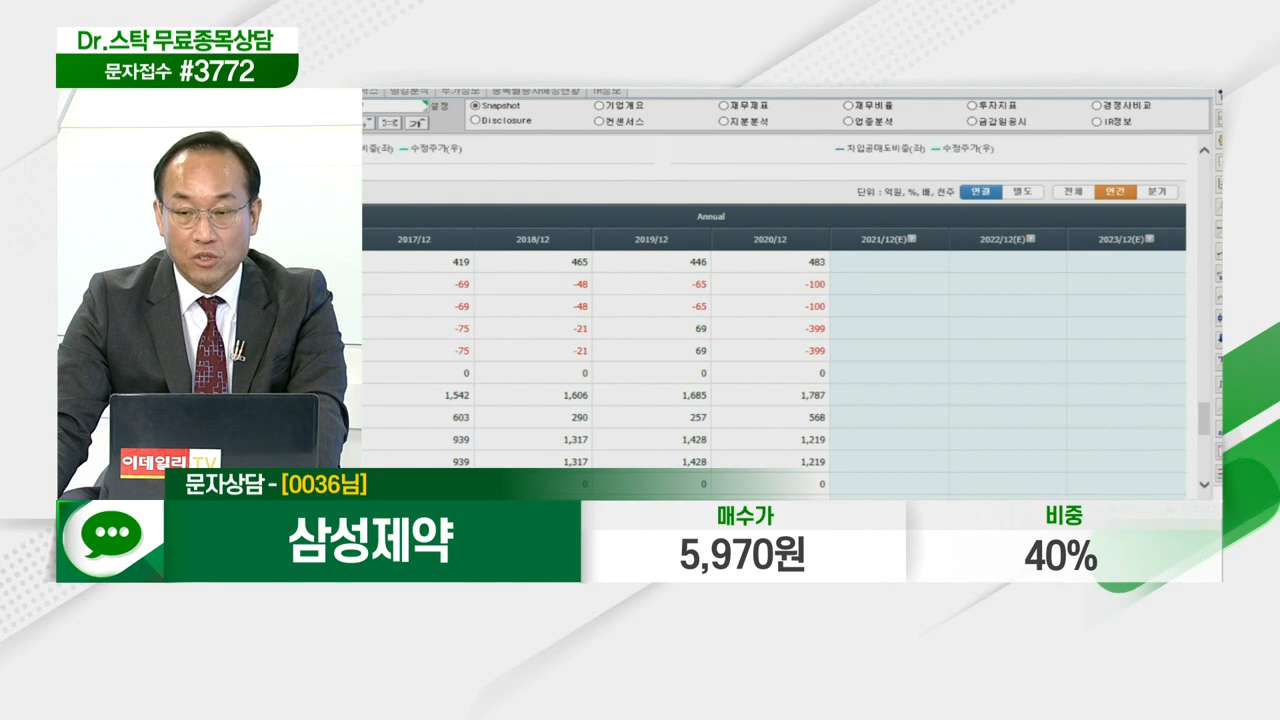 Dr.스탁 무료종목상담
문자접수 #3772
설정
Snapshot
기업개요
재무제표
재무비율
투자지표
경쟁사비교
Disclosure
컨센서스
지분분석
업종분석
금감원공시
IR정보
비중(좌) 수정주가(우)
차입공매도비중(좌) 수정주가(우)
단위 : 억원, %, 배, 천주 연결 별도 전체 연간 분기
Annual
2017/12 2018/12 2019/12 2020/12 2021/12(E) 2022/12(E) 2023/12(E)
419 465 446 483
-69 -48 -65 -100
-69 -48 -65 -100
-75 -21 69 -399
-75 -21 69 -399
0 0 0 0
1,542 1,606 1,685 1,787
603 290 257 568
939 1,317 1,428 1,219
939 1,317 1,428 1,219
0 0 0
이데일리 TV
문자상담 - [0036님]
삼성제약
매수가
5,970원
비중
40%